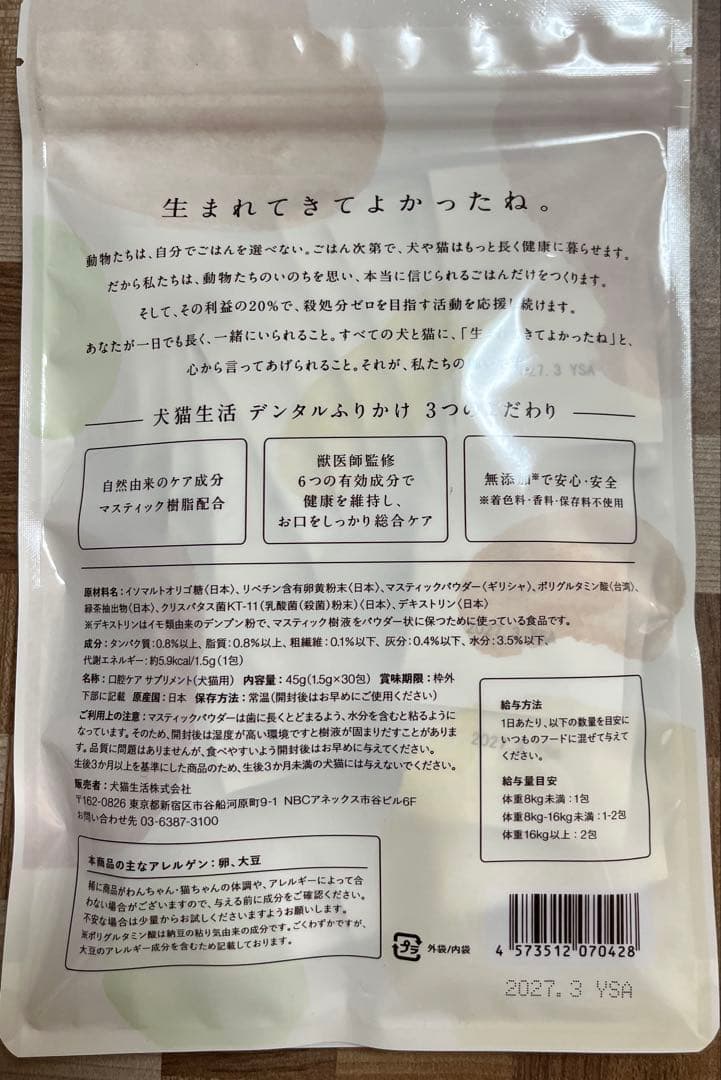 生まれてきてよかったね。
動物たちは、自分でごはんを選べない。ごはん次第で、犬や猫はもっと長く健康に暮らせます。
だから私たちは、動物たちのいのちを思い、本当に信じられるごはんだけをつくります。
そして、その利益の20%で、殺処分ゼロを目指す活動を応援し続けます。
あなたが一日でも長く、一緒にいられること。すべての犬と猫に、「生 きてよかったね」と、
心から言ってあげられること。それが、私たちの
27.3 YSA
犬猫生活 デンタルふりかけ 3つの だわり
自然由来のケア成分
マスティック樹脂配合
獣医師監修
6つの有効成分で
健康を維持し、
お口をしっかり総合ケア
無添加※で安心・安全
※着色料・香料・保存料不使用
原材料名:イソマルトオリゴ糖(日本)、リベチン含有卵黄粉末(日本)、マスティックパウダー(ギリシャ)、ポリグルタミン酸(台湾)、
緑茶抽出物(日本)、クリスパタス菌KT-11(乳酸菌(殺菌)粉末)(日本)、デキストリン(日本)
※デキストリンはイモ類由来のデンプン粉で、マスティック樹液をパウダー状に保つために使っている食品です。
成分:タンパク質:0.8%以上、脂質:0.8%以上、粗繊維:0.1%以下、灰分:0.4%以下、水分:3.5%以下、
代謝エネルギー:約5.9kcal/1.5g(1包)
名称:口腔ケア サプリメント(犬猫用) 内容量:45g(1.5g×30包) 賞味期限:枠外
下部に記載 原産国:日本 保存方法:常温(開封後はお早めにご使用ください)
ご利用上の注意:マスティックパウダーは歯に長くとどまるよう、水分を含むと粘るように
なっています。そのため、開封後は湿度が高い環境ですと樹液が固まりだすことがありま
す。品質に問題はありませんが、食べやすいよう開封後はお早めに与えてください。
生後3か月以上を基準にした商品のため、生後3か月未満の犬猫には与えないでください。
販売者:犬猫生活株式会社
〒162-0826 東京都新宿区市谷船河原町9-1 NBCアネックス市谷ビル6F
お問い合わせ先 03-6387-3100
給与方法
1日あたり、以下の数量を目安に
いつものフードに混ぜて与えて
ください。
給与量目安
体重8kg未満:1包
体重8kg-16kg未満:1-2包
体重16kg以上:2包
本商品の主なアレルゲン:卵、大豆
稀に商品がわんちゃん・猫ちゃんの体調や、アレルギーによって合
わない場合がございますので、与える前に成分をご確認ください。
不安な場合は少量からお試しくださいますようお願いします。
※ポリグルタミン酸は納豆の粘り気由来の成分です。ごくわずかですが、
大豆のアレルギー成分を含むため記載しております。
プラ 外袋/内袋
4 573512 070428
2027.3 YSA